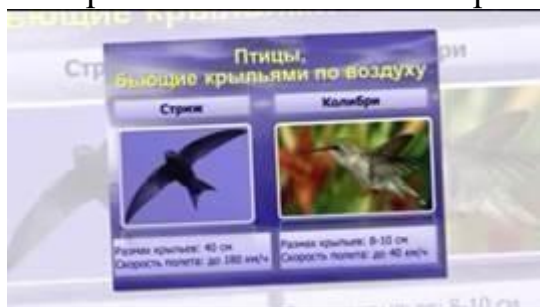 Птицы,
бьющие крыльями по воздуху
Стриж
Колибри
Размах крыльев: 40 см
Скорость полета: до 180 км/ч
Размах крыльев: 8-10 см
Скорость полета: до 40 км/ч